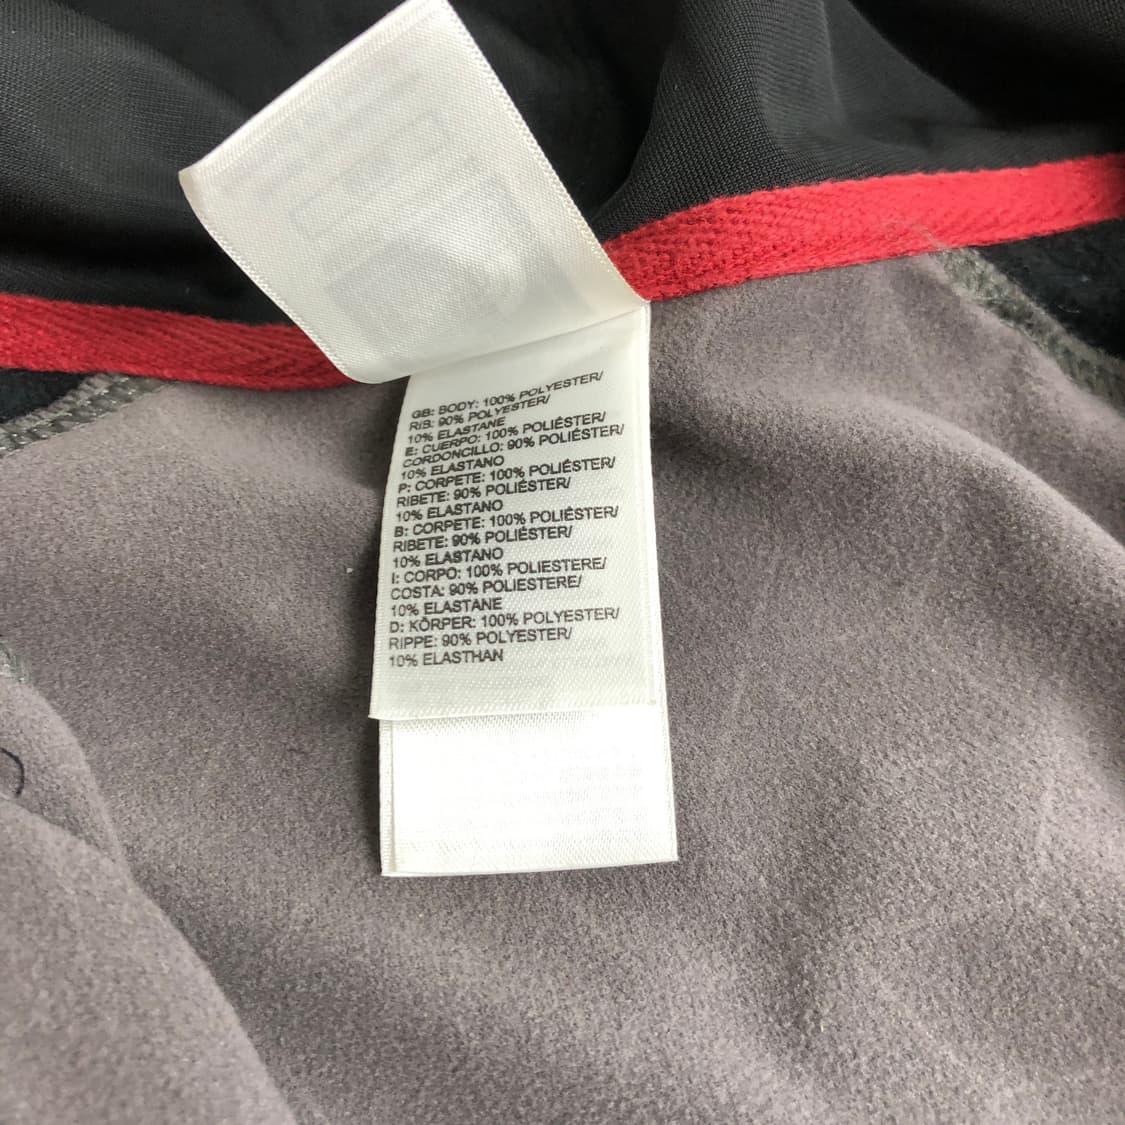 GB: BODY: 100% POLYESTER/
RIB: 90% POLYESTER/
10% ELASTANE
E: CUERPO: 100% POLIÉSTER/
CORDONCILLO: 90% POLIÉSTER/
10% ELASTANO
P: CORPETE: 100% POLIÉSTER/
RIBETE: 90% POLIÉSTER/
10% ELASTANO
B: CORPETE: 100% POLIÉSTER/
RIBETE: 90% POLIÉSTER/
10% ELASTANO
I: CORPO: 100% POLIESTERE/
COSTA: 90% POLIESTERE/
10% ELASTANE
D: KÖRPER: 100% POLYESTER/
RIPPE: 90% POLYESTER/
10% ELASTHAN